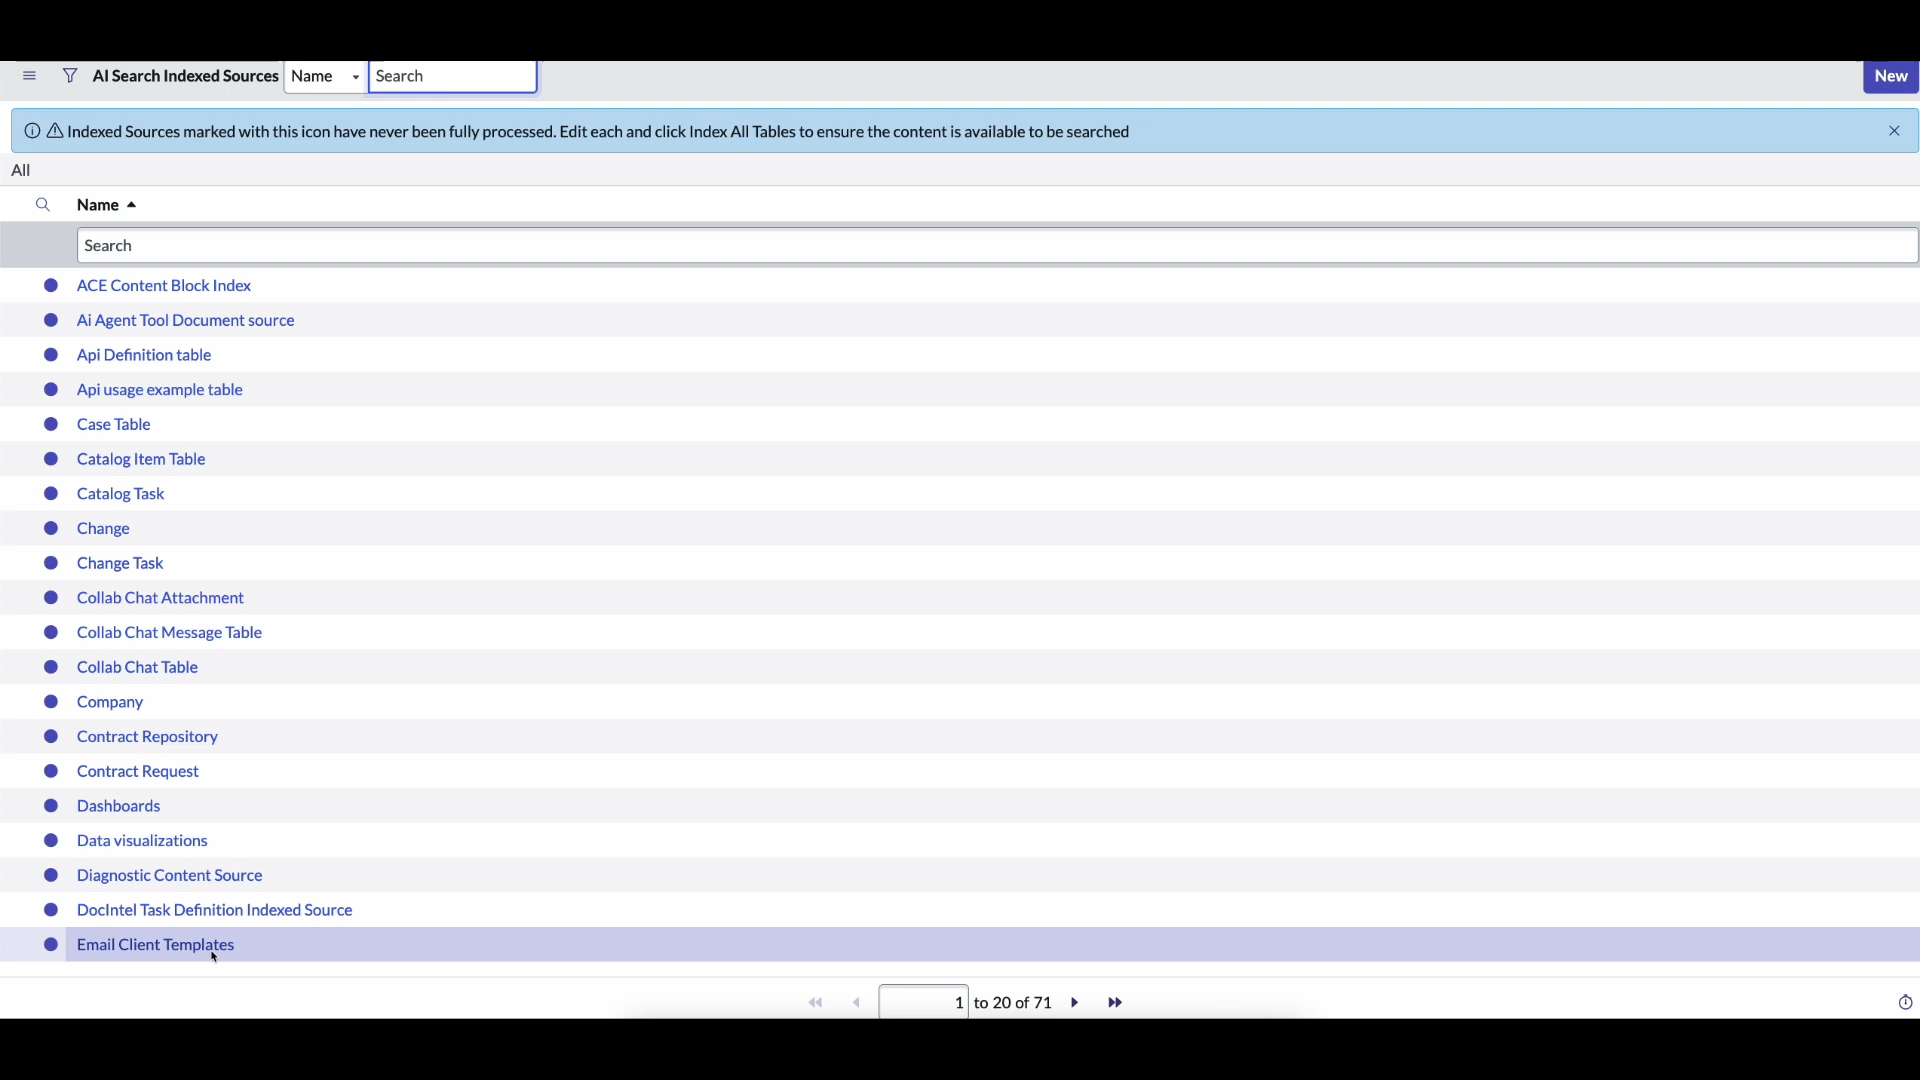 AI Search Indexed Sources Name Search New
Indexed Sources marked with this icon have never been fully processed. Edit each and click Index All Tables to ensure the content is available to be searched
All
Name
Search
ACE Content Block Index
Ai Agent Tool Document source
Api Definition table
Api usage example table
Case Table
Catalog Item Table
Catalog Task
Change
Change Task
Collab Chat Attachment
Collab Chat Message Table
Collab Chat Table
Company
Contract Repository
Contract Request
Dashboards
Data visualizations
Diagnostic Content Source
DocIntel Task Definition Indexed Source
Email Client Templates
1 to 20 of 71